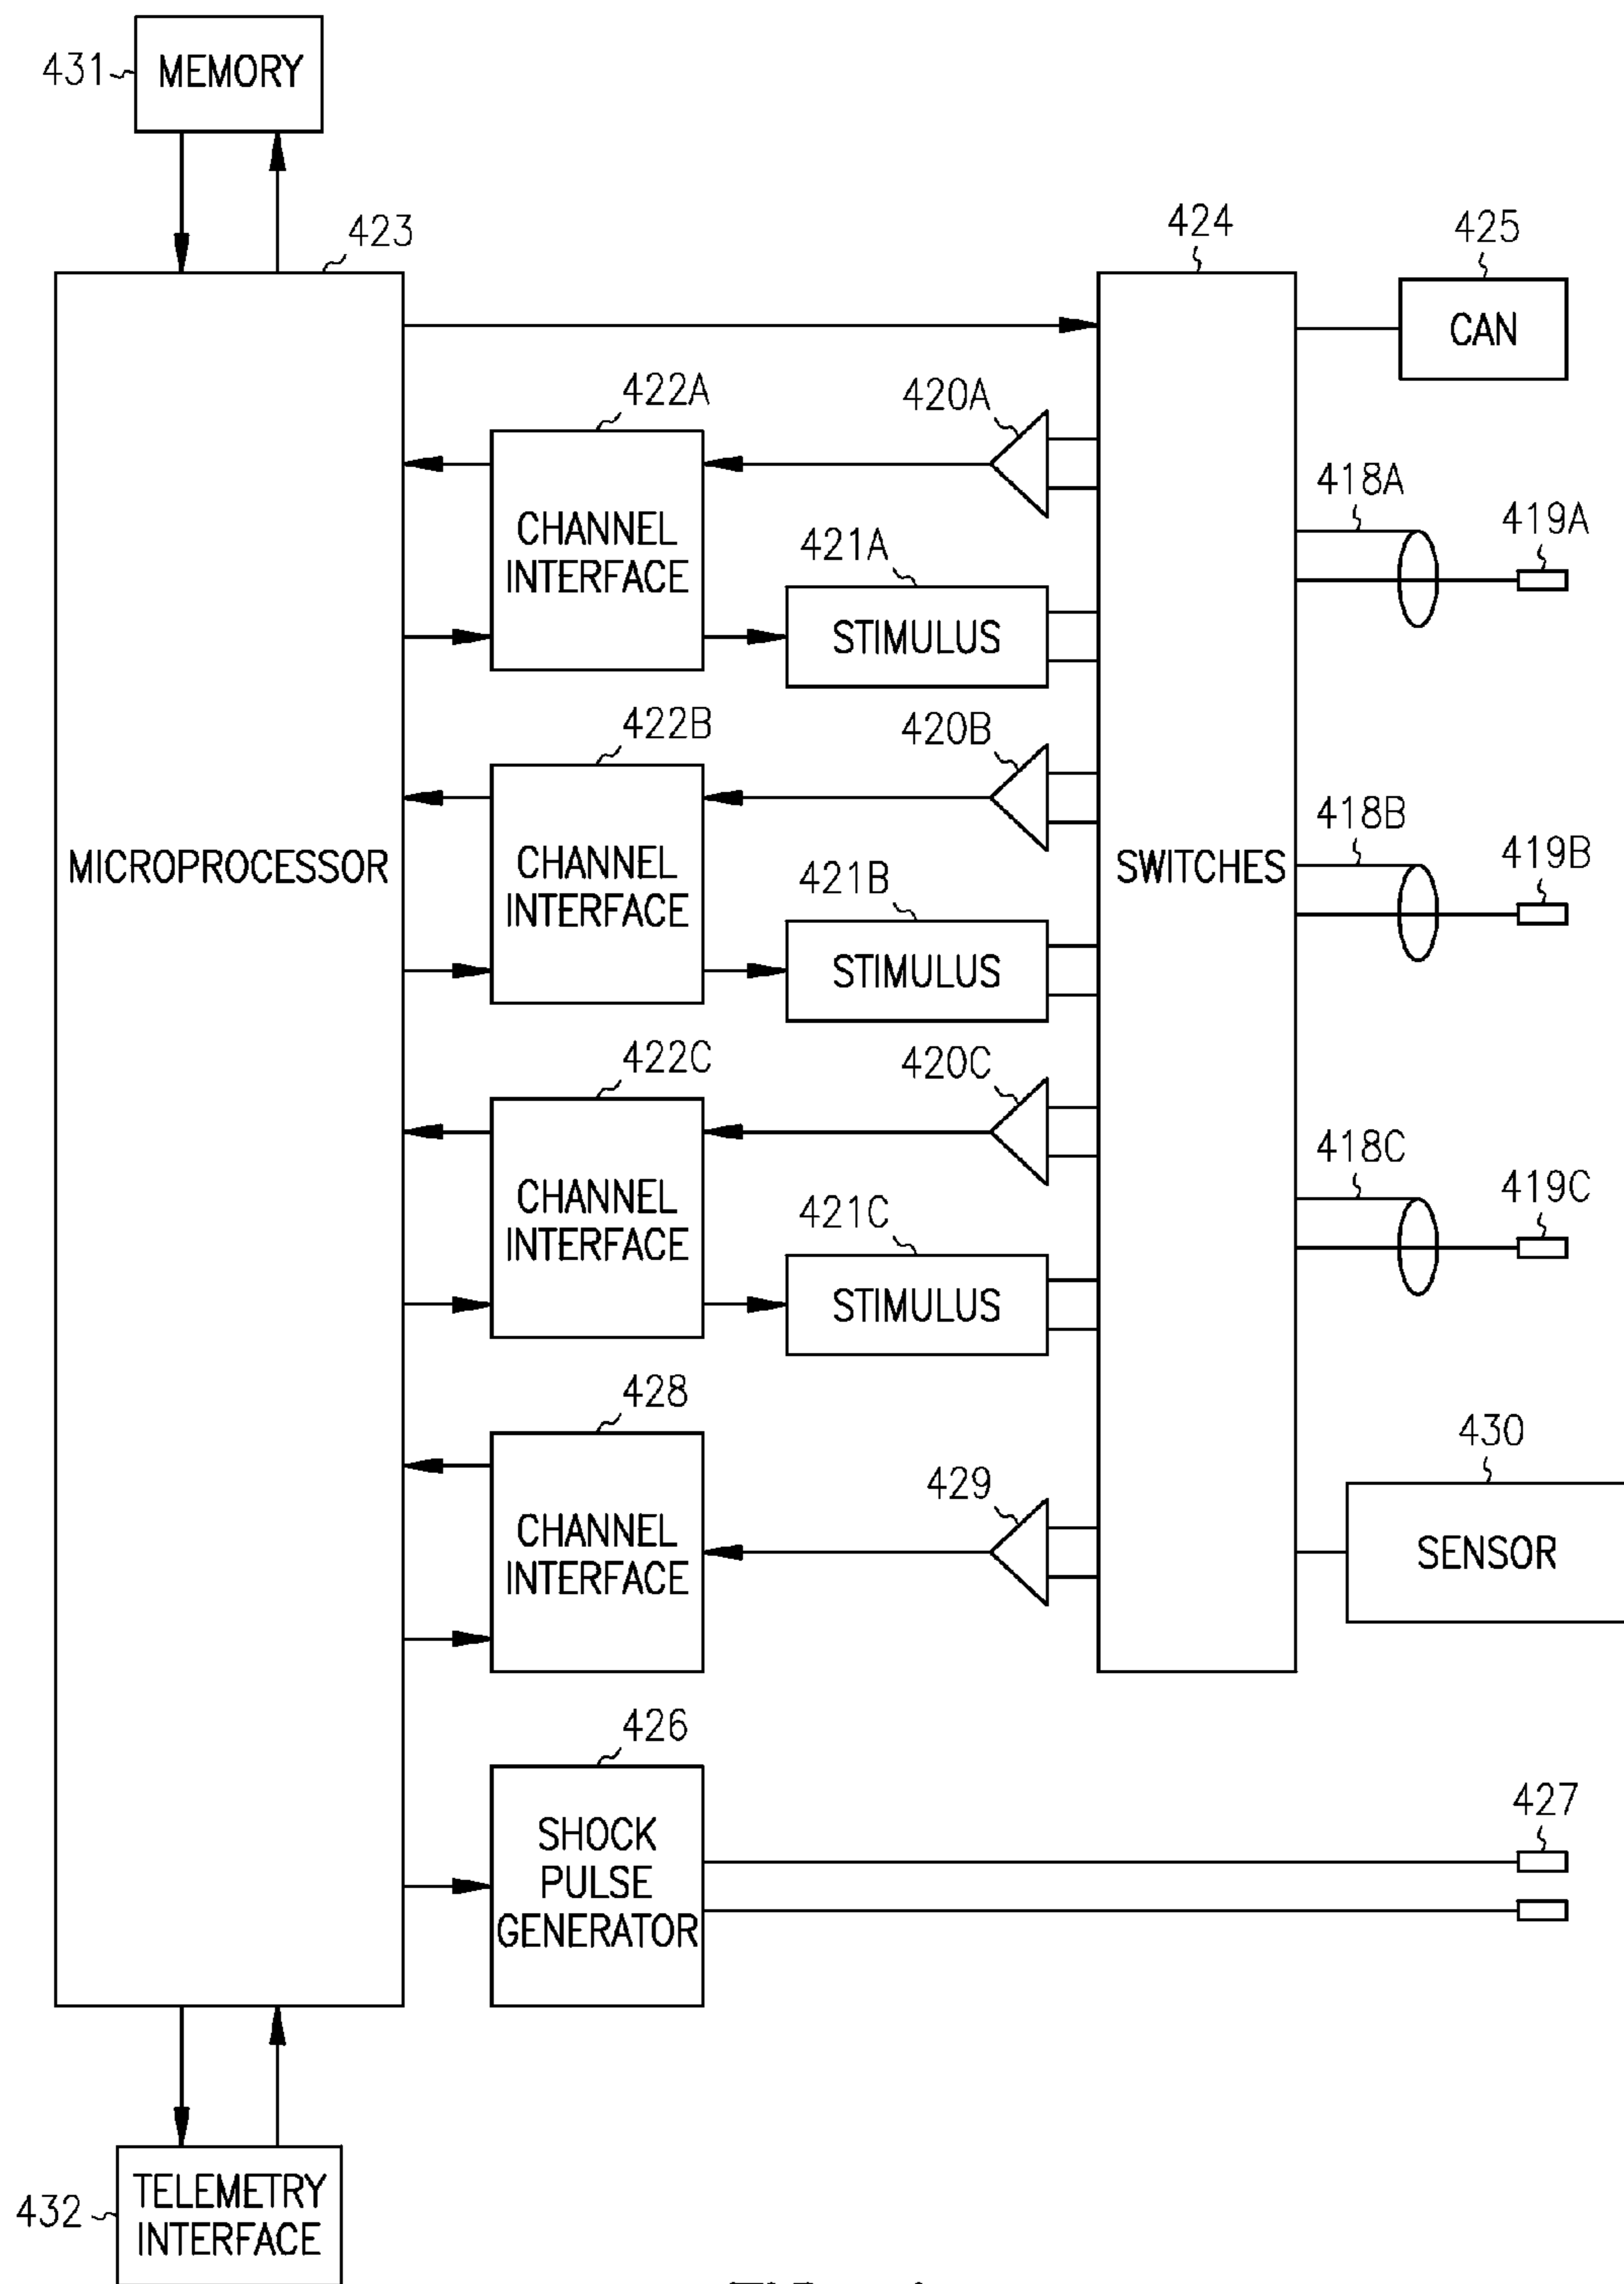 431
MEMORY
423
424
425
CAN
422A
420A
CHANNEL
INTERFACE
421A
STIMULUS
418A
419A
422B
420B
MICROPROCESSOR
CHANNEL
INTERFACE
421B
STIMULUS
SWITCHES
418B
419B
422C
420C
CHANNEL
INTERFACE
421C
STIMULUS
418C
419C
428
CHANNEL
INTERFACE
429
430
SENSOR
426
SHOCK
PULSE
GENERATOR
427
432
TELEMETRY
INTERFACE